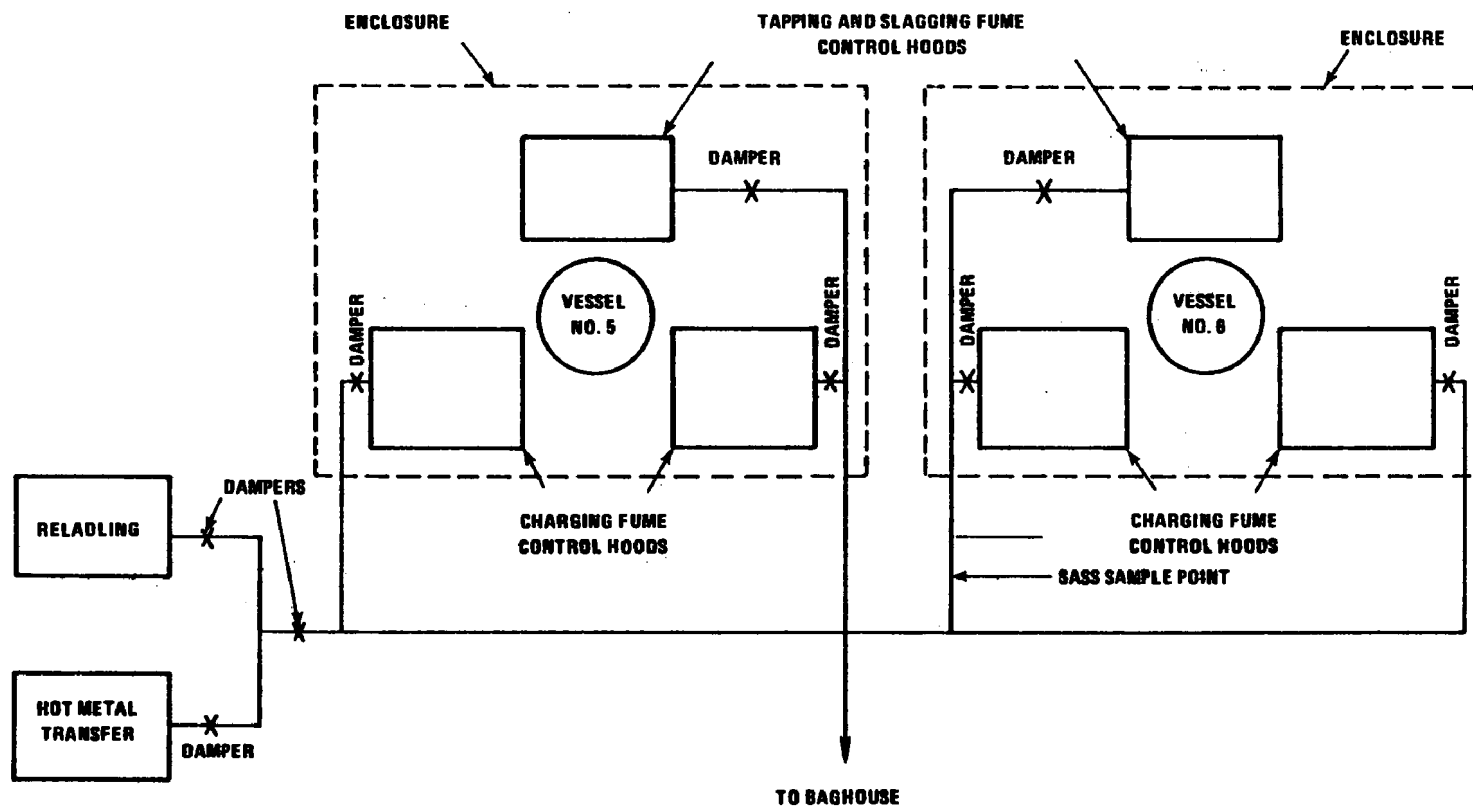 ENCLOSURE
TAPPING AND SLAGGING FUME
CONTROL HOODS
ENCLOSURE
DAMPER
DAMPER
DAMPER
VESSEL
NO. 5
DAMPER
DAMPER
VESSEL
NO. 6
DAMPER
RELADLING
DAMPERS
CHARGING FUME
CONTROL HOODS
CHARGING FUME
CONTROL HOODS
SASS SAMPLE POINT
HOT METAL
TRANSFER
DAMPER
TO BAGHOUSE